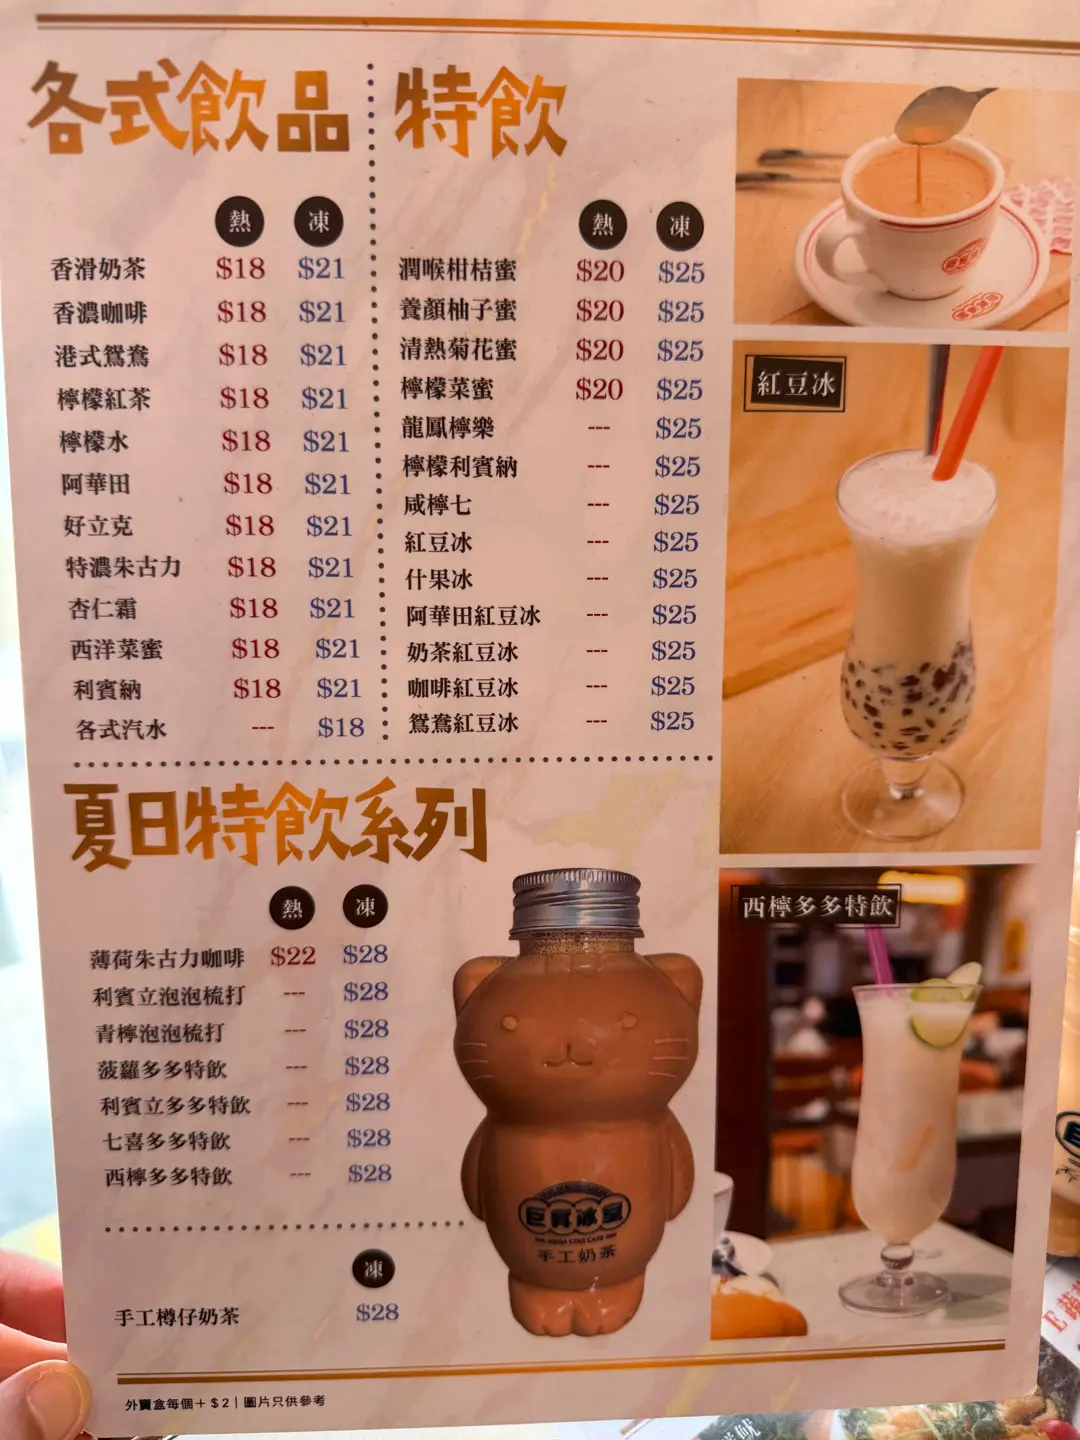 各式飲品
熱 凍
香滑奶茶 $18 $21
香濃咖啡 $18 $21
港式鴛鴦 $18 $21
檸檬紅茶 $18 $21
檸檬水 $18 $21
阿華田 $18 $21
好立克 $18 $21
特濃朱古力 $18 $21
杏仁霜 $18 $21
西洋菜蜜 $18 $21
利賓納 $18 $21
各式汽水 --- $18
特飲
熱 凍
潤喉柑桔蜜 $20 $25
養顏柚子蜜 $20 $25
清熱菊花蜜 $20 $25
檸檬菜蜜 $20 $25
龍鳳檸樂 --- $25
檸檬利賓納 --- $25
咸檸七 --- $25
紅豆冰 --- $25
什果冰 --- $25
阿華田紅豆冰 --- $25
奶茶紅豆冰 --- $25
咖啡紅豆冰 --- $25
鴛鴦紅豆冰 --- $25
紅豆冰
夏日特飲系列
熱 凍
薄荷朱古力咖啡 $22 $28
利賓立泡泡梳打 --- $28
青檸泡泡梳打 --- $28
菠蘿多多特飲 --- $28
利賓立多多特飲 --- $28
七喜多多特飲 --- $28
西檸多多特飲 --- $28
凍
手工樽仔奶茶 $28
手工奶茶
西檸多多特飲
外賣盒每個+$2|圖片只供參考